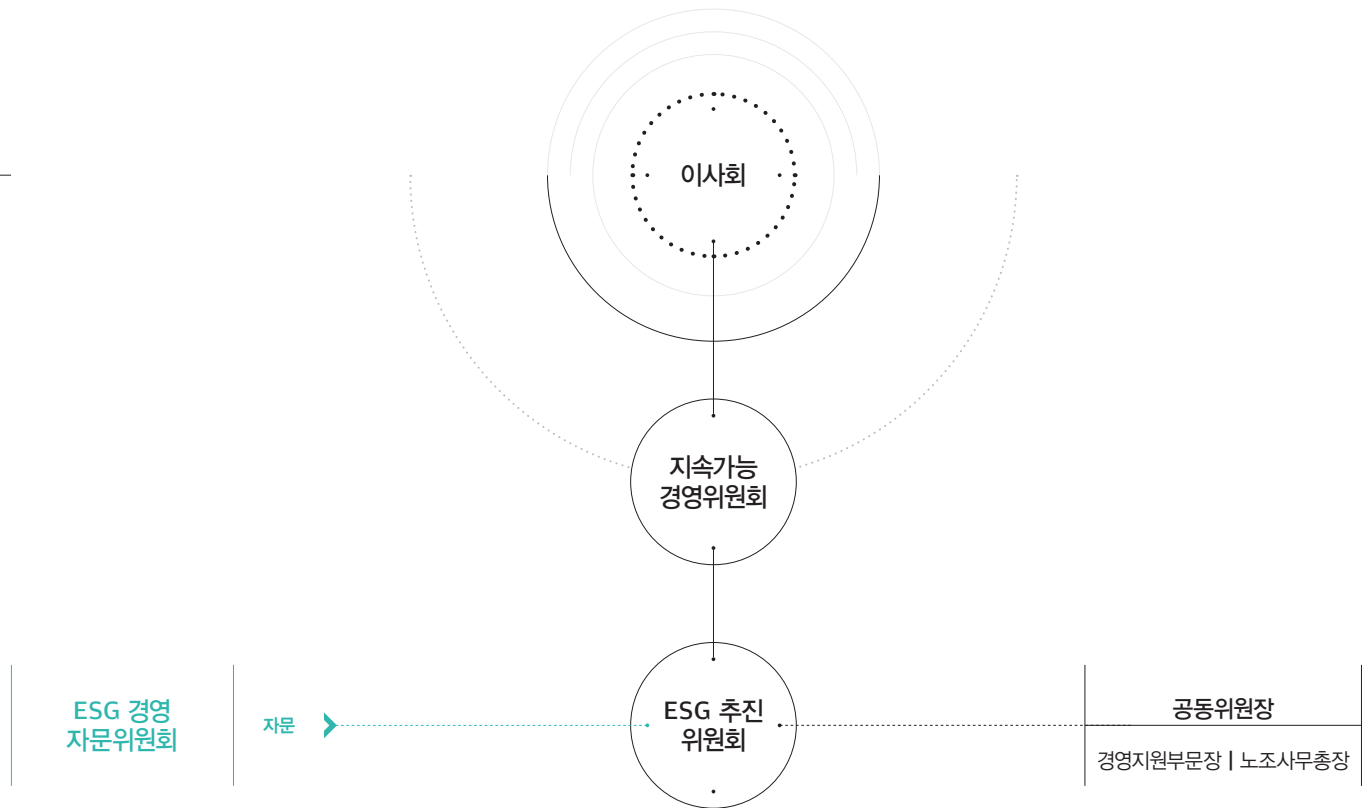 이사회
지속가능
경영위원회
ESG 경영
자문위원회
자문
ESG 추진
위원회
공동위원장
경영지원부문장 | 노조사무총장